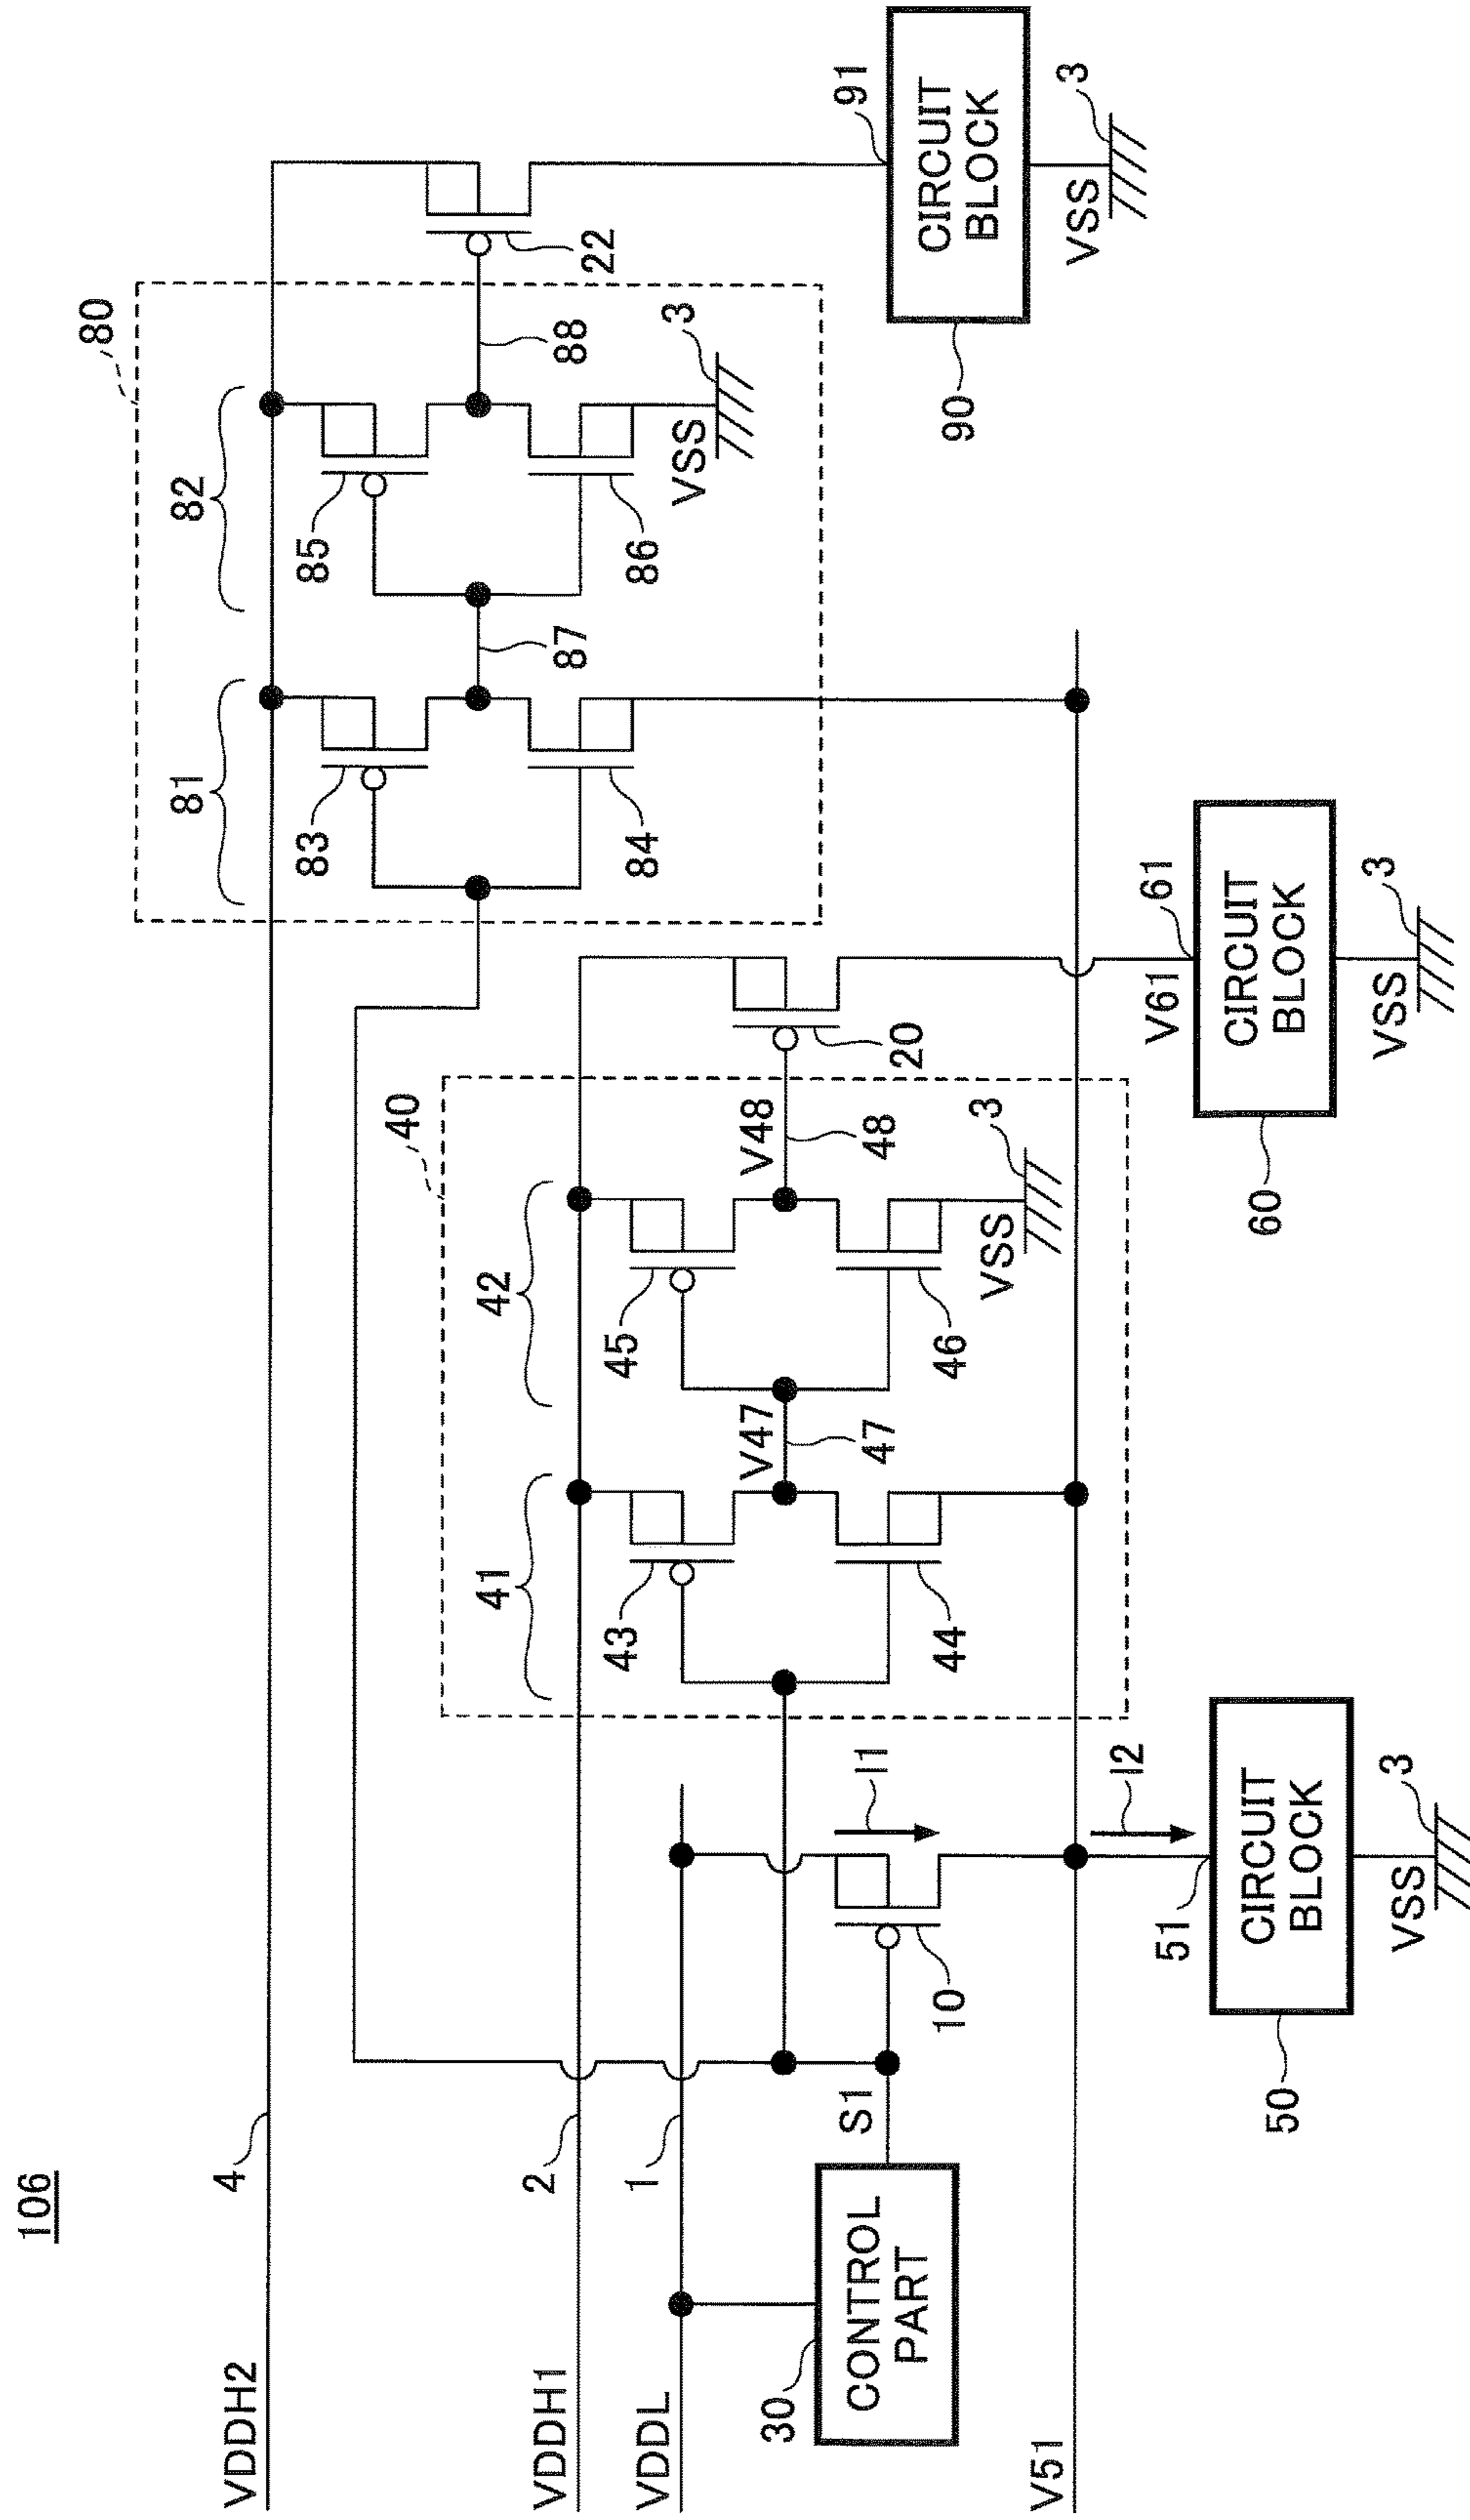 106
VDDH2
4
VDDH1
2
VDDL
1
V51
30
CONTROL
PART
S1
10
I1
I2
51
50
CIRCUIT
BLOCK
VSS
3
40
41
42
43
44
45
46
V47
47
V48
48
VSS
3
20
V61
61
60
CIRCUIT
BLOCK
VSS
3
80
81
82
83
84
85
86
87
88
VSS
3
22
91
90
CIRCUIT
BLOCK
VSS
3